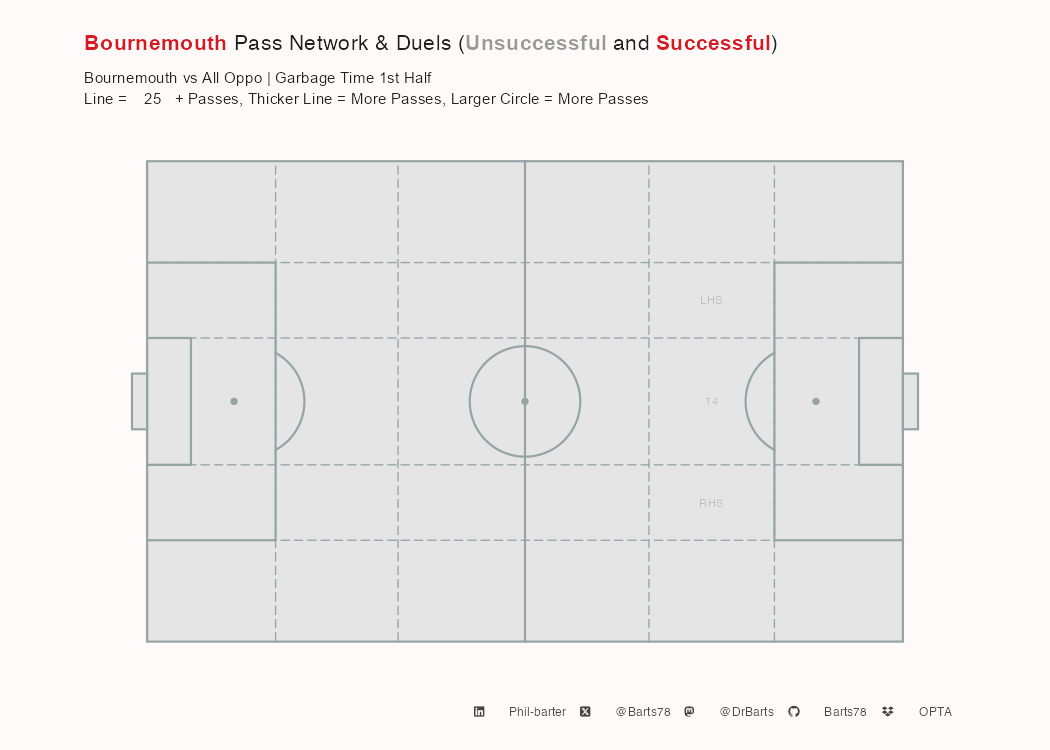 Bournemouth Pass Network & Duels (Unsuccessful and Successful)
Bournemouth vs All Oppo | Garbage Time 1st Half
Line = 25 + Passes, Thicker Line = More Passes, Larger Circle = More Passes
LHS
14
RHS
Phil-barter @Barts78 @DrBarts Barts78 OPTA